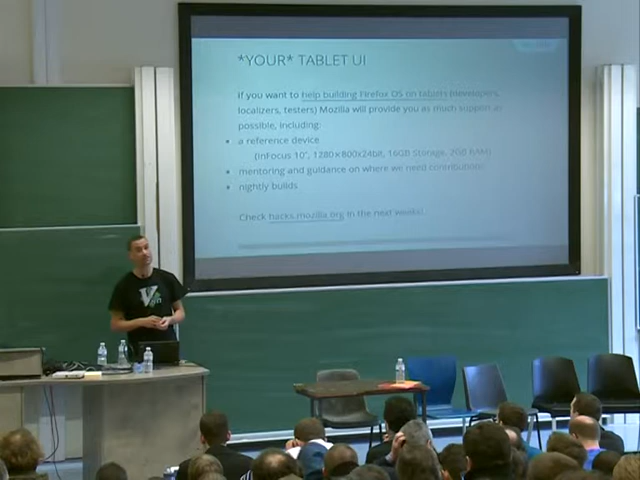 *YOUR* TABLET UI
If you want to help building Firefox OS on tablets (developers,
localizers, testers) Mozilla will provide you as much support as
possible, including:
• a reference device
(InFocus 10", 1280×800x24bit, 16GB Storage, 2GB RAM)
• mentoring and guidance on where we need contributions
• nightly builds
Check hacks.mozilla.org in the next weeks!